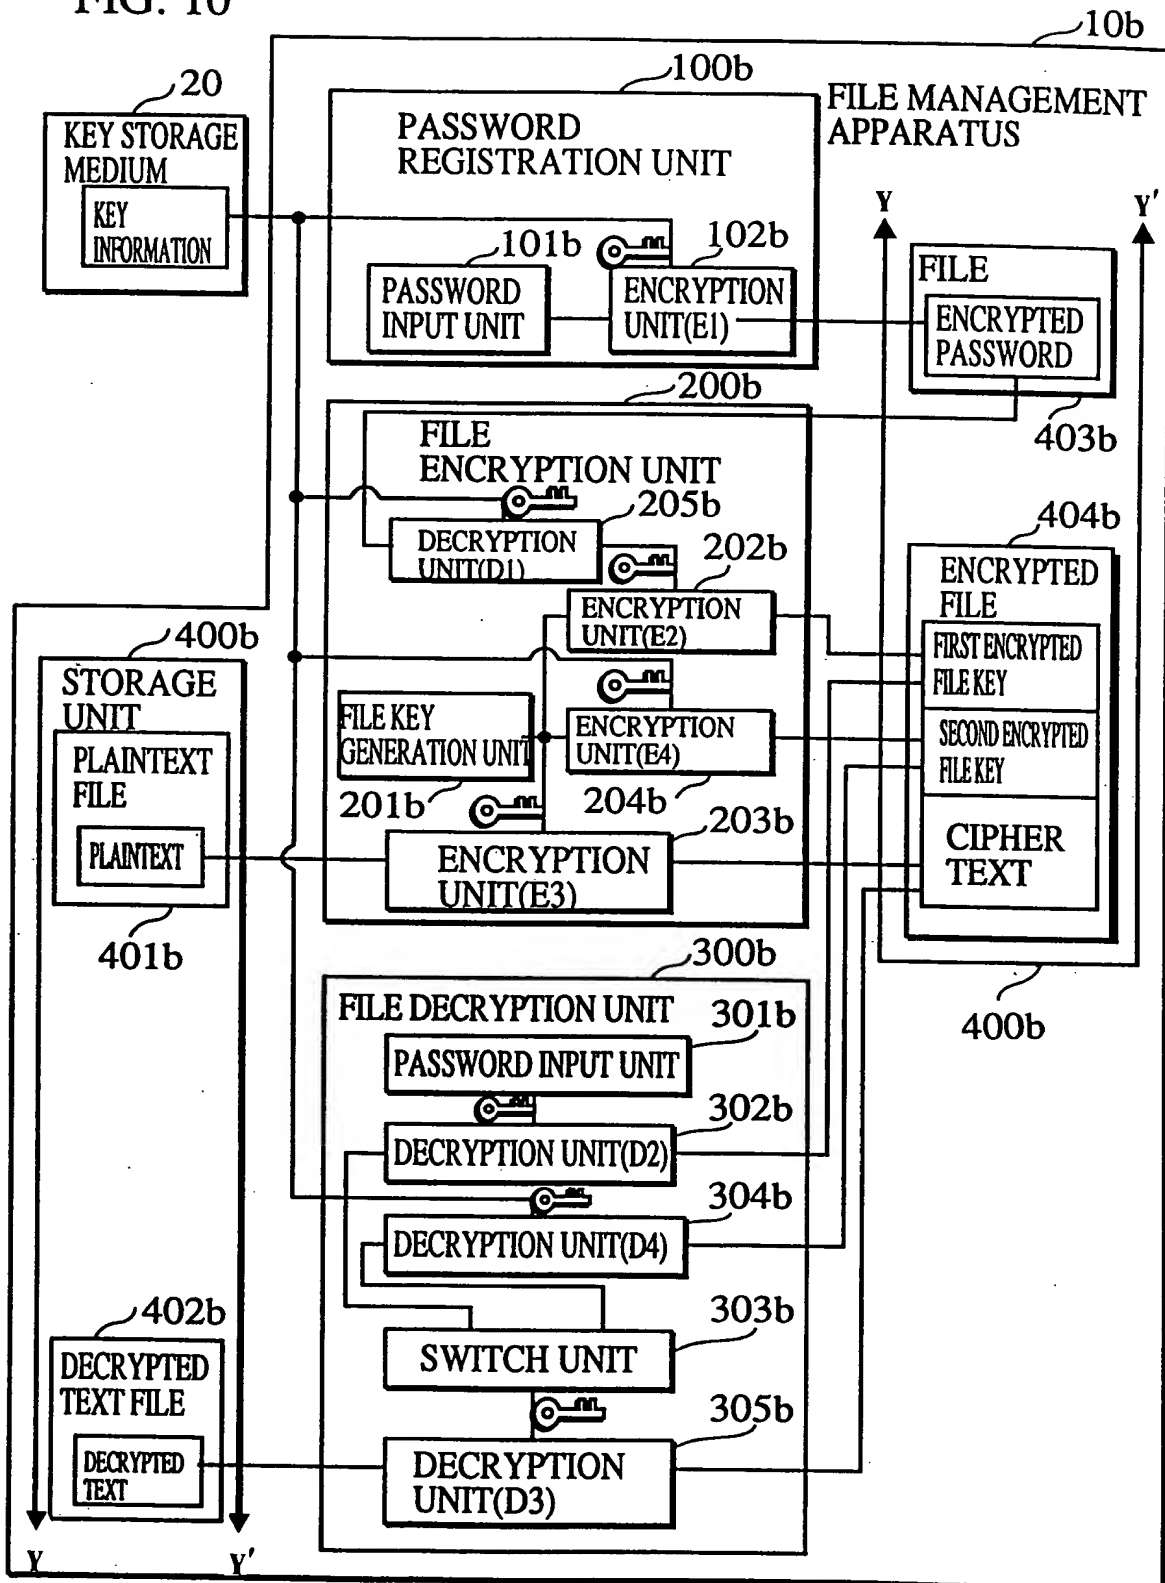 FIG. 10
10b
20
100b
KEY STORAGE
MEDIUM
KEY
INFORMATION
PASSWORD
REGISTRATION UNIT
FILE MANAGEMENT
APPARATUS
Y
Y'
101b
102b
PASSWORD
INPUT UNIT
ENCRYPTION
UNIT(E1)
FILE
ENCRYPTED
PASSWORD
403b
200b
FILE
ENCRYPTION UNIT
205b
DECRYPTION
UNIT(D1)
202b
ENCRYPTION
UNIT(E2)
404b
ENCRYPTED
FILE
FIRST ENCRYPTED
FILE KEY
SECOND ENCRYPTED
FILE KEY
CIPHER
TEXT
400b
STORAGE
UNIT
PLAINTEXT
FILE
PLAINTEXT
401b
FILE KEY
GENERATION UNIT
201b
ENCRYPTION
UNIT(E4)
204b
203b
ENCRYPTION
UNIT(E3)
400b
300b
FILE DECRYPTION UNIT
301b
PASSWORD INPUT UNIT
302b
DECRYPTION UNIT(D2)
304b
DECRYPTION UNIT(D4)
303b
SWITCH UNIT
305b
DECRYPTION
UNIT(D3)
402b
DECRYPTED
TEXT FILE
DECRYPTED
TEXT
Y
Y'